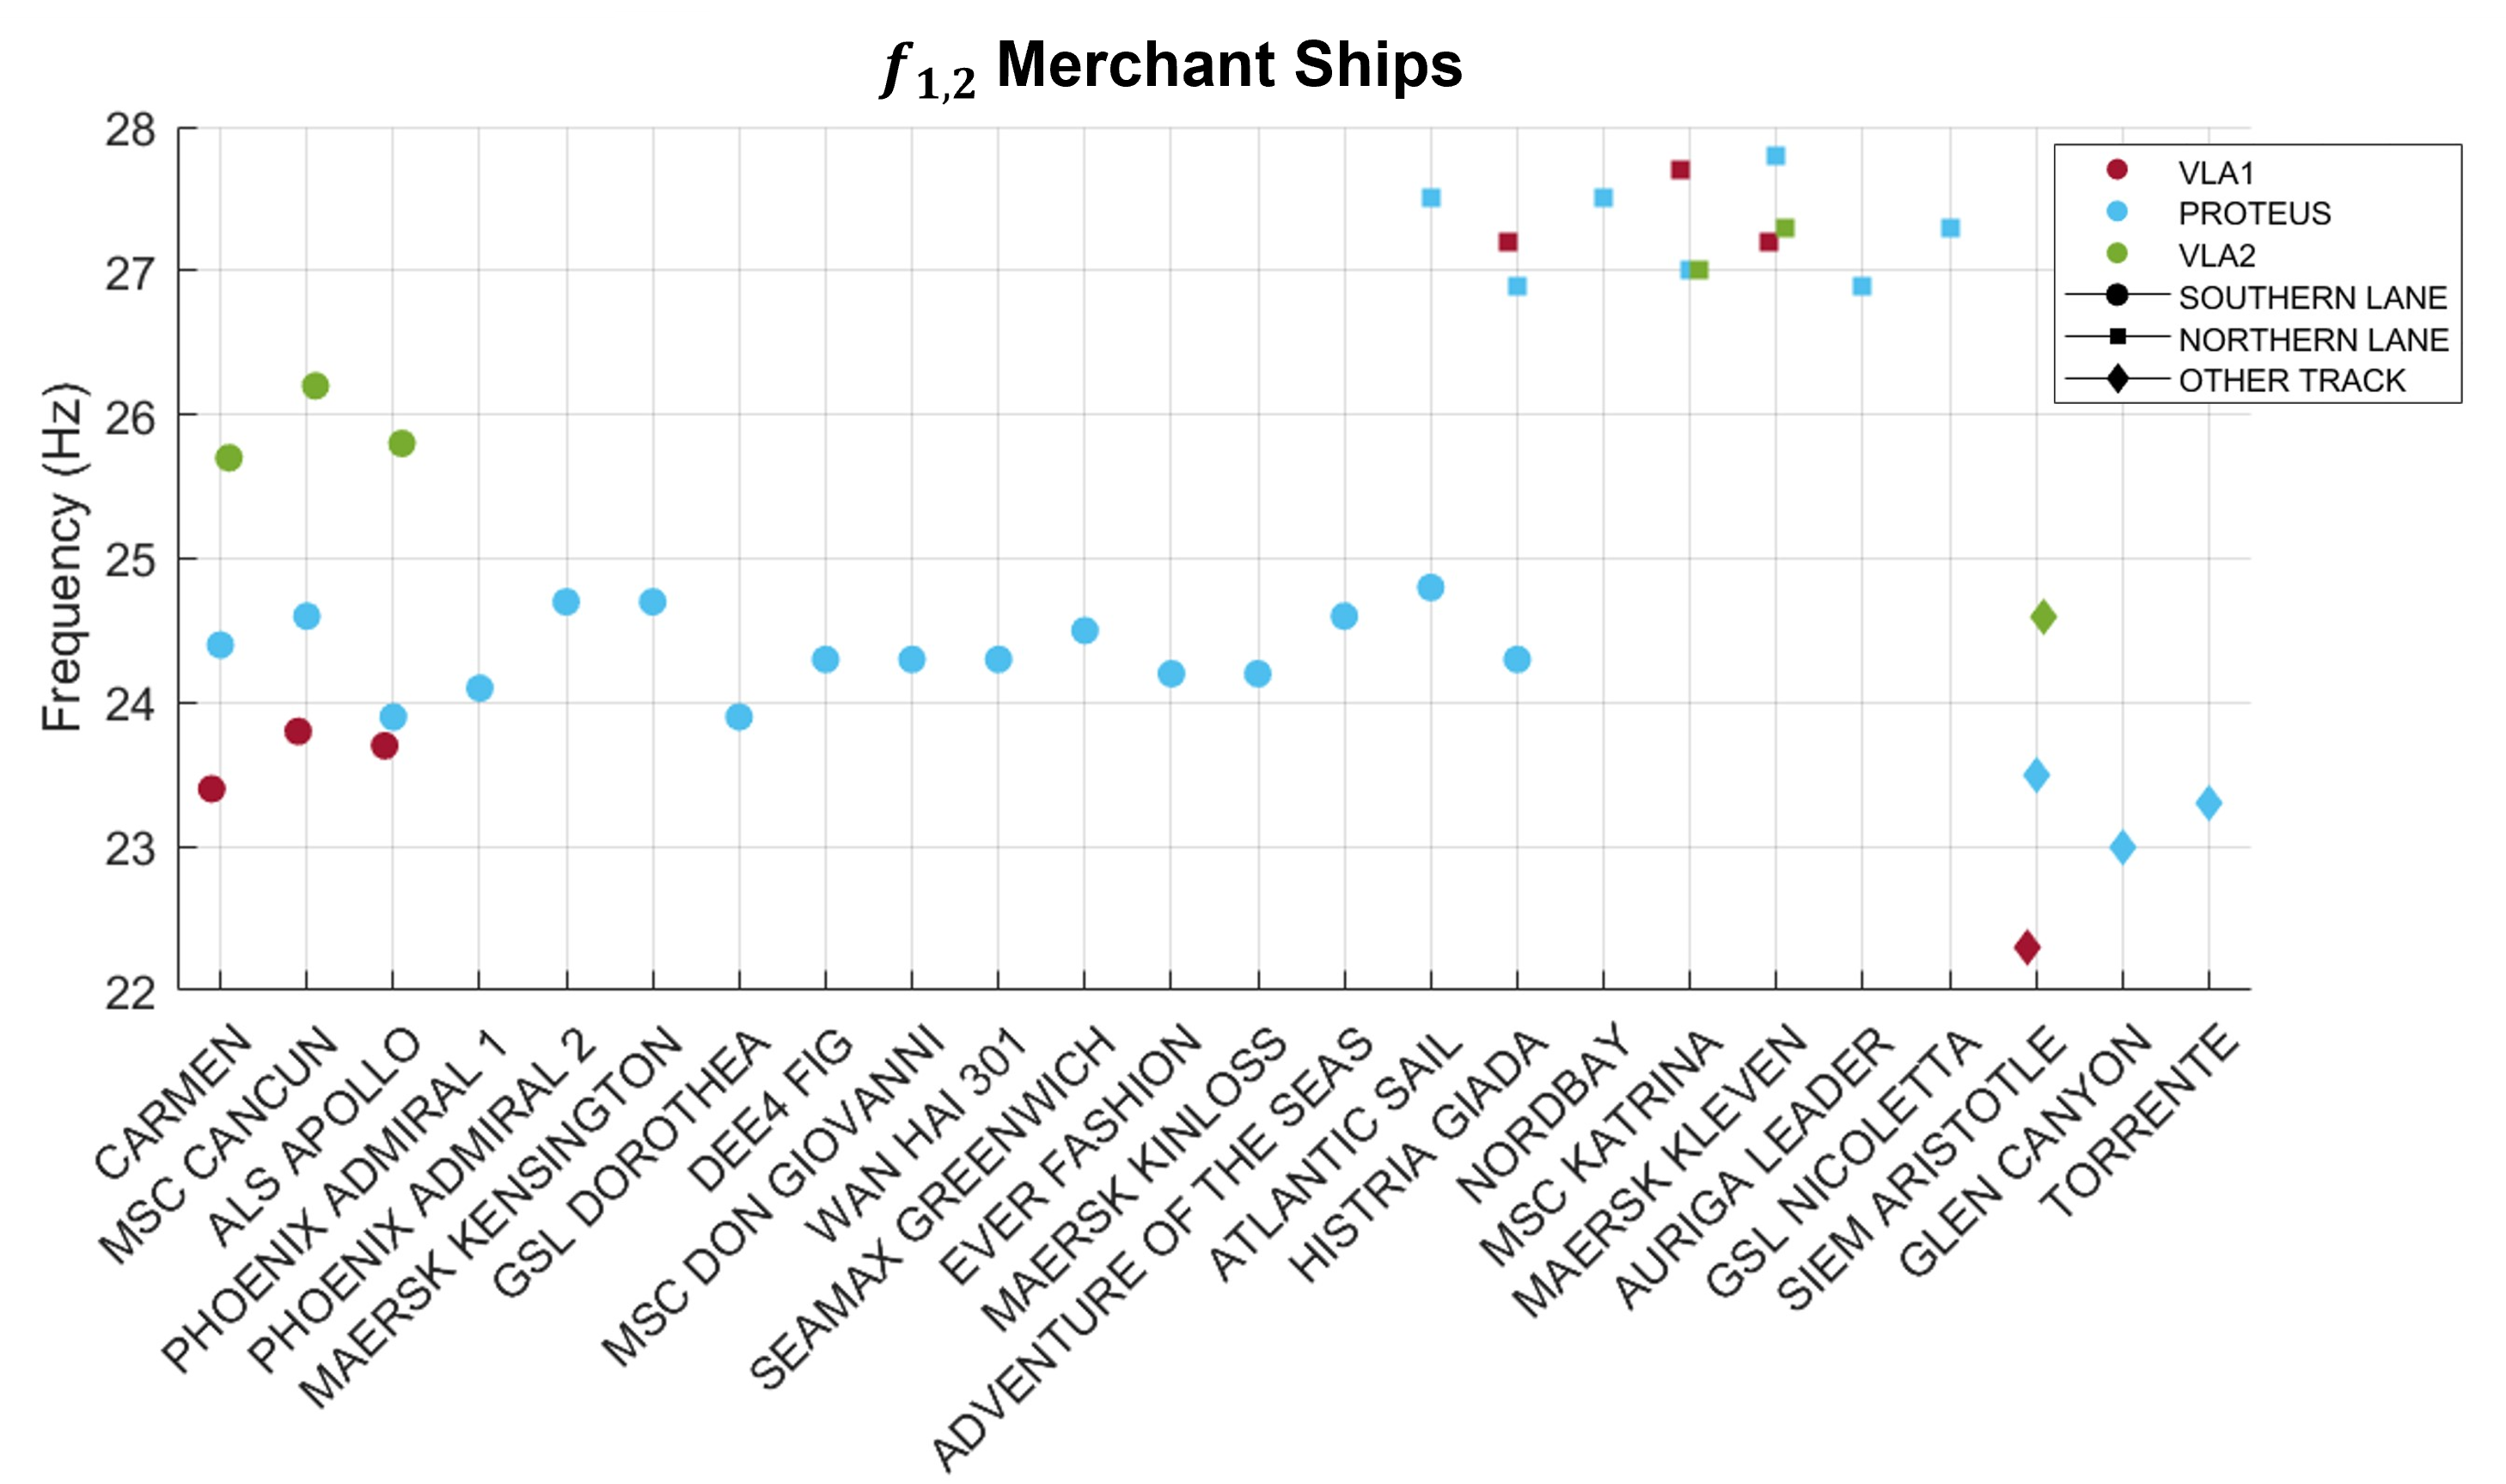 f1,2 Merchant Ships
28
27
26
25
24
23
22
Frequency (Hz)
VLA1
PROTEUS
VLA2
SOUTHERN LANE
NORTHERN LANE
OTHER TRACK
CARMEN
MSC CANCUN
ALS APOLLO
PHOENIX ADMIRAL 1
PHOENIX ADMIRAL 2
MAERSK KENSINGTON
GSL DOROTHEA
DEE4 FIG
MSC DON GIOVANNI
WAN HAI 301
SEAMAX GREENWICH
EVER FASHION
MAERSK KINLOSS
ADVENTURE OF THE SEAS
ATLANTIC SAIL
HISTRIA GIADA
NORDBAY
MSC KATRINA
MAERSK KLEVEN
AURIGA LEADER
GSL NICOLETTA
SIEM ARISTOTLE
GLEN CANYON
TORRENTE